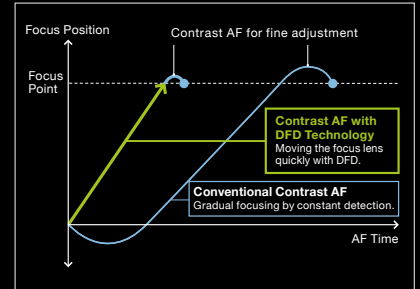 Focus Position
Contrast AF for fine adjustment
Focus
Point
Contrast AF with
DFD Technology
Moving the focus lens
quickly with DFD.
Conventional Contrast AF
Gradual focusing by constant detection.
AF Time